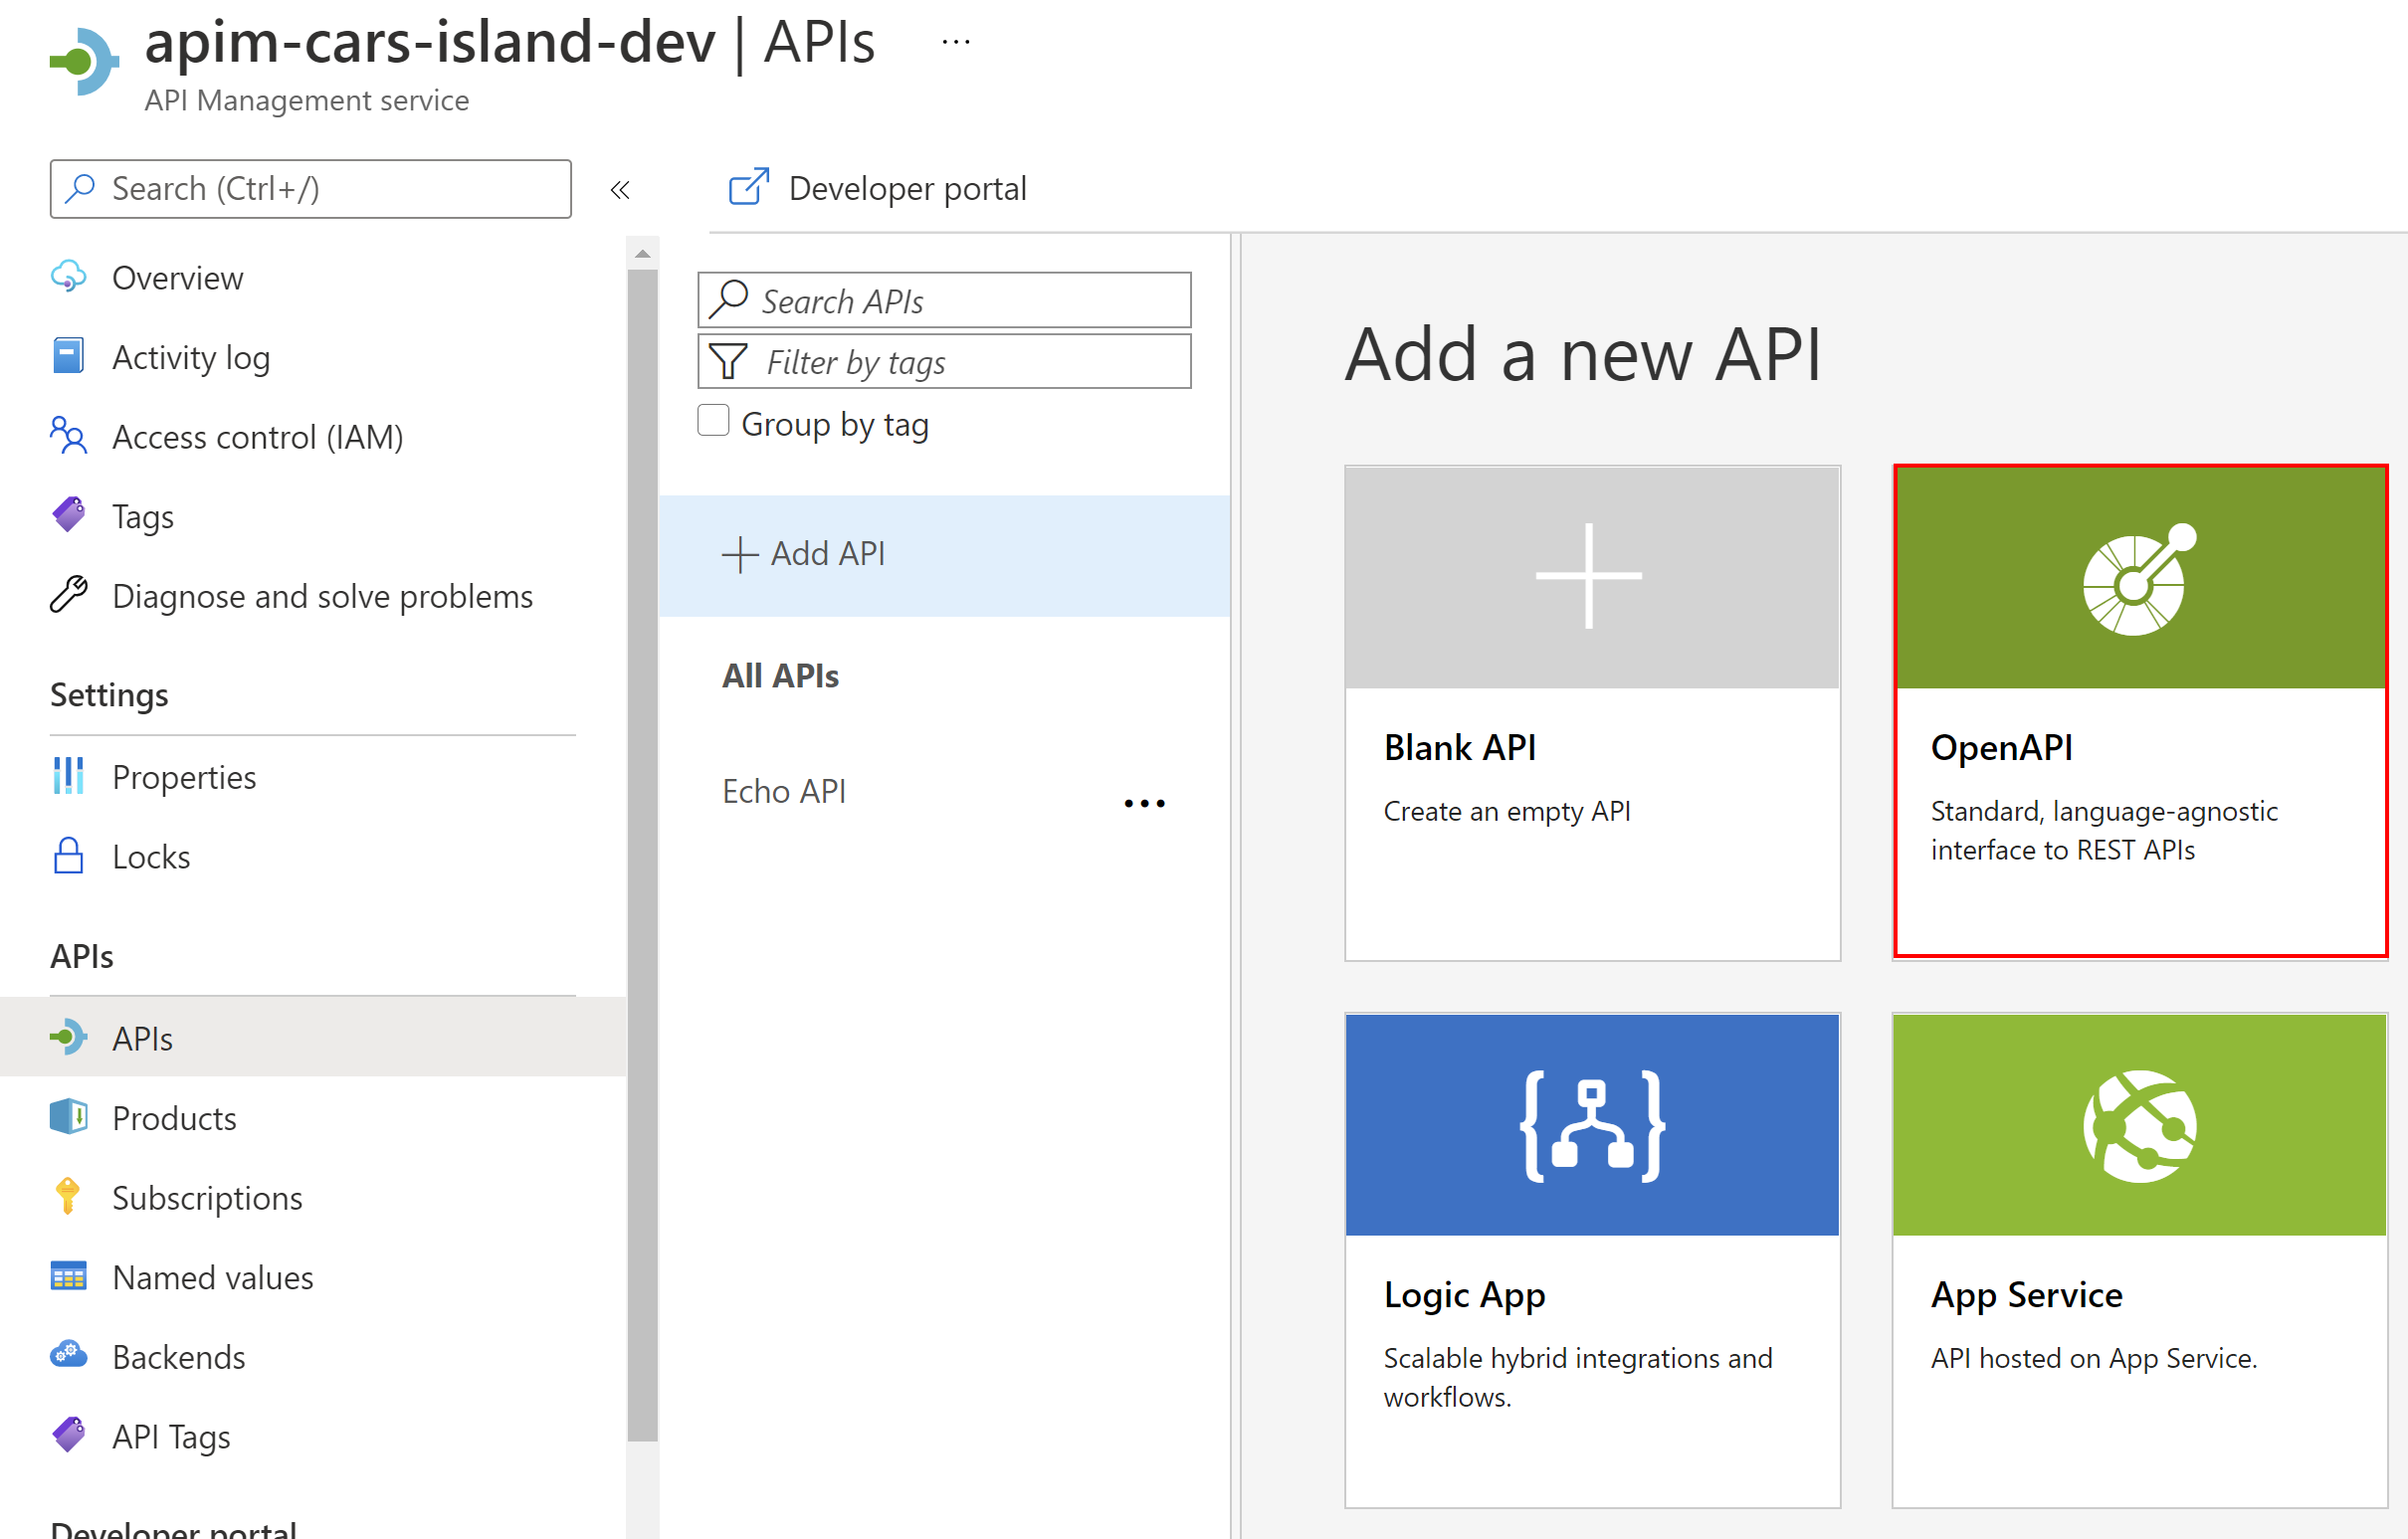 apim-cars-island-dev | APIs ...
API Management service
Search (Ctrl+/)
«
Overview
Activity log
Access control (IAM)
Tags
Diagnose and solve problems
Settings
Properties
Locks
APIs
APIs
Products
Subscriptions
Named values
Backends
API Tags
Developer portal
Developer portal
Search APIs
Filter by tags
Group by tag
+ Add API
All APIs
Echo API ...
Add a new API
Blank API
Create an empty API
OpenAPI
Standard, language-agnostic
interface to REST APIs
Logic App
Scalable hybrid integrations and
workflows.
App Service
API hosted on App Service.